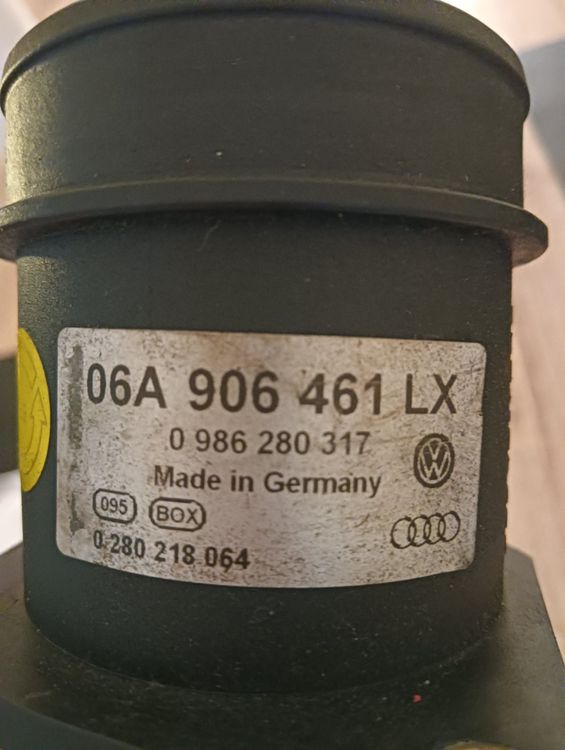 06A 906 461 LX
0 986 280 317
Made in Germany
095 BOX
0 280 218 064